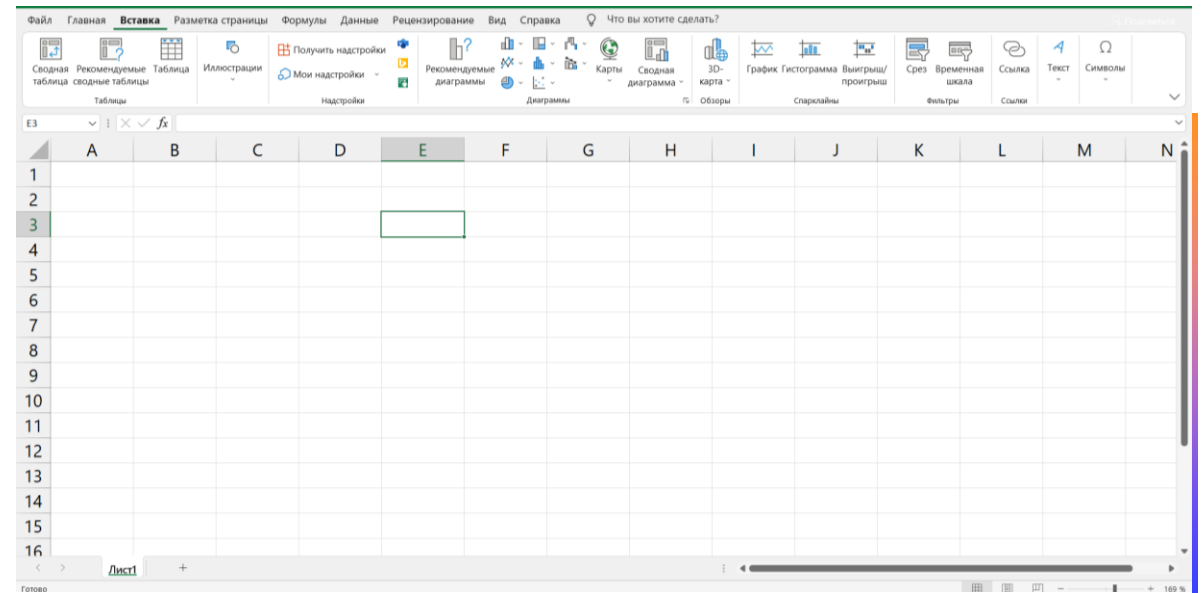 Файл Главная Вставка Разметка страницы Формулы Данные Рецензирование Вид Справка Что вы хотите сделать?
Сводная таблица
Рекомендуемые сводные таблицы
Таблица
Иллюстрации
Получить надстройки
Мои надстройки
Рекомендуемые диаграммы
Карты
Сводная диаграмма
3D-карта
График
Гистограмма
Выигрыш/проигрыш
Срез
Временная шкала
Ссылка
Текст
Символы
Таблицы Надстройки Диаграммы Обзоры Спарклайны Фильтры Ссылки
E3 fx
A B C D E F G H I J K L M N
1
2
3
4
5
6
7
8
9
10
11
12
13
14
15
16
Лист1
Готово 169 %